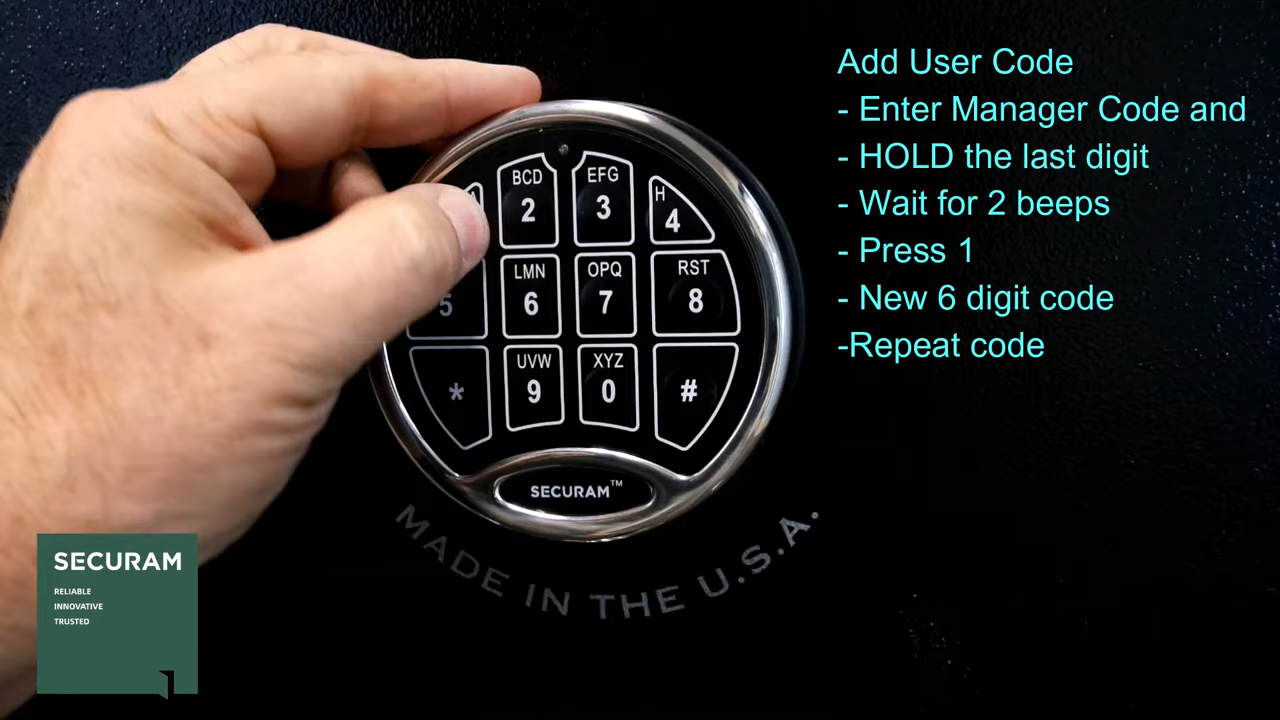 Add User Code
- Enter Manager Code and
- HOLD the last digit
- Wait for 2 beeps
- Press 1
- New 6 digit code
-Repeat code
BCD
EFG
H
2
3
4
LMN
OPQ
RST
5
6
7
8
UVW
XYZ
*
9
0
#
SECURAM™
MADE IN THE U.S.A.
SECURAM
RELIABLE
INNOVATIVE
TRUSTED